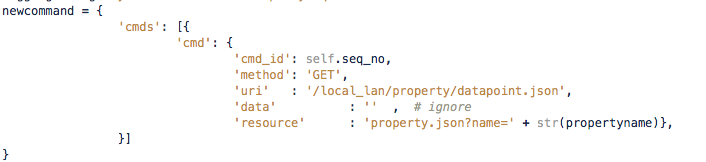 newcommand = {
'cmds': [{
'cmd': {
'cmd_id': self.seq_no,
'method': 'GET',
'uri'   : '/local_lan/property/datapoint.json',
'data'          : ''  ,  # ignore
'resource'      : 'property.json?name=' + str(propertyname)},
}]
}